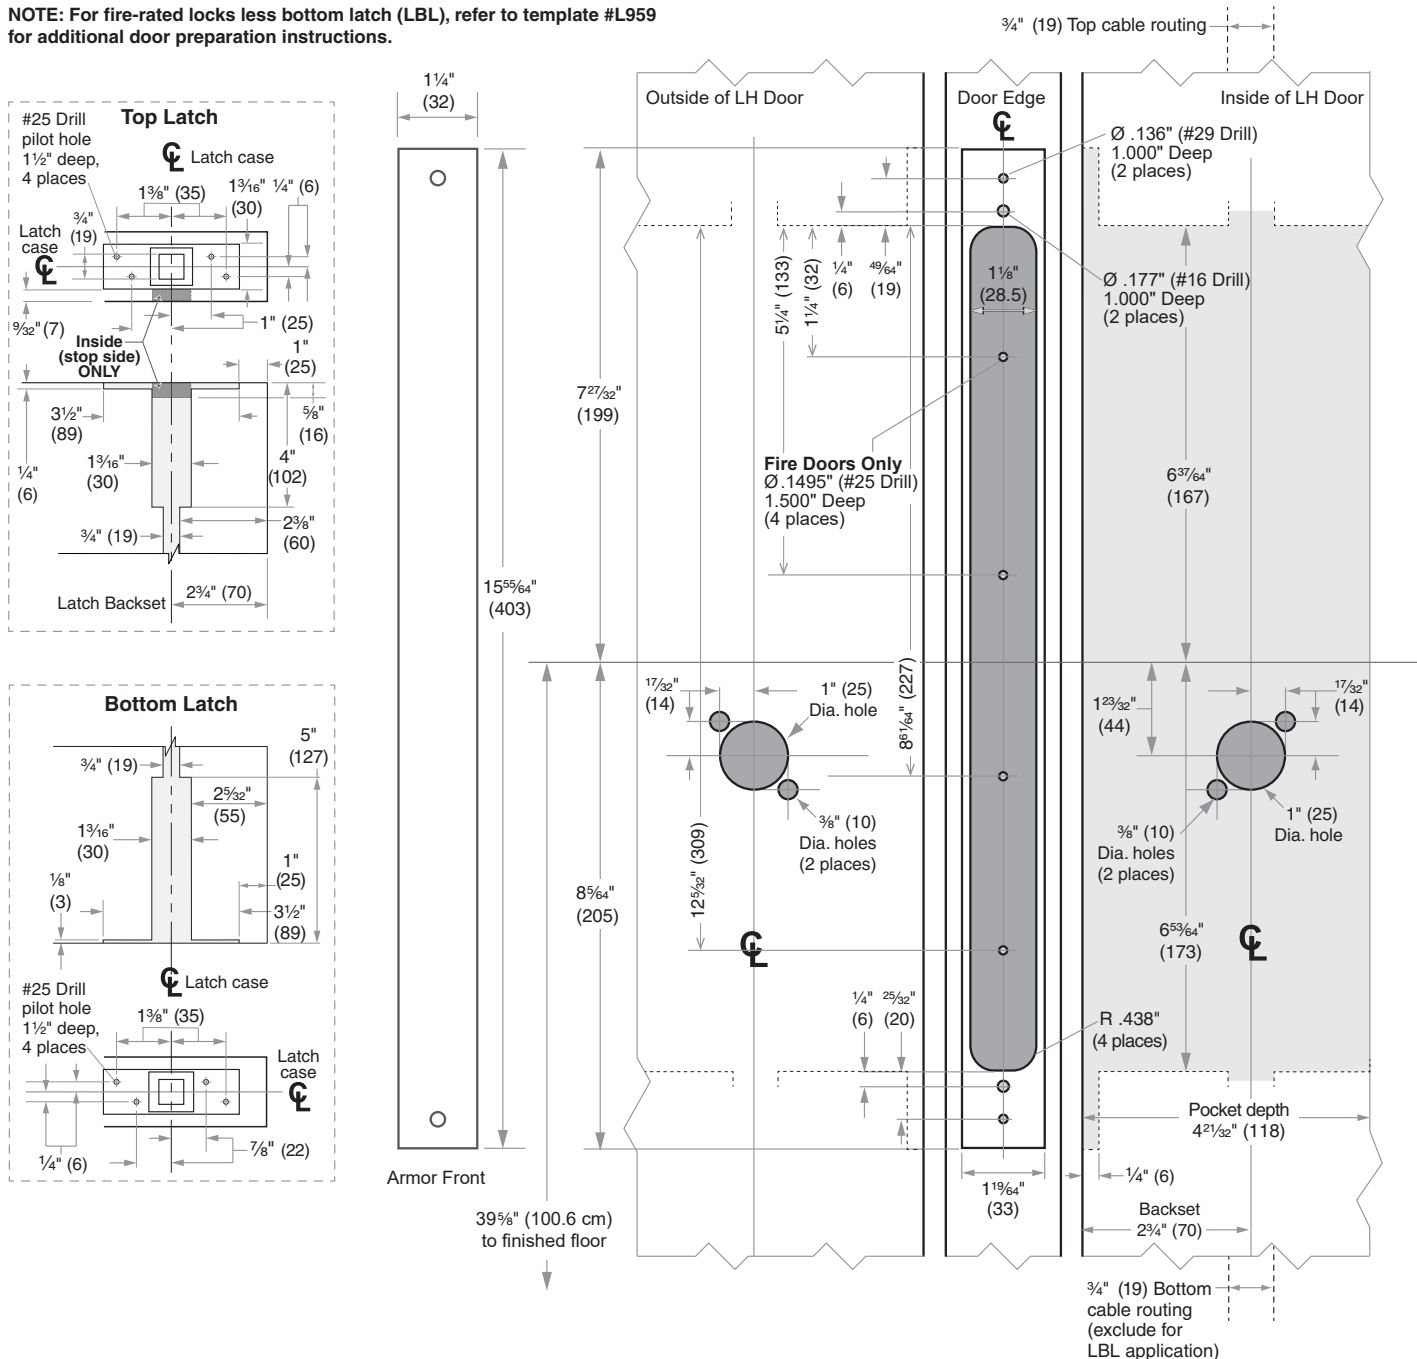 NOTE: For fire-rated locks less bottom latch (LBL), refer to template #L959
for additional door preparation instructions.
¾" (19) Top cable routing
1¼"
(32)
Outside of LH Door
Door Edge
CL
Inside of LH Door
Top Latch
#25 Drill
pilot hole
1½" deep,
4 places
CL Latch case
1⅜" (35)
1³⁄₁₆"
(30)
¼" (6)
¾"
(19)
Latch
case
CL
⁹⁄₃₂" (7)
1" (25)
Inside
(stop side)
ONLY
1"
(25)
3½"
(89)
⅝"
(16)
¼"
(6)
1³⁄₁₆"
(30)
4"
(102)
¾" (19)
2⅜"
(60)
Latch Backset
2¾" (70)
Ø .136" (#29 Drill)
1.000" Deep
(2 places)
Ø .177" (#16 Drill)
1.000" Deep
(2 places)
5¼" (133)
1¼" (32)
¼"
(6)
⁴⁹⁄₆₄"
(19)
1⅛"
(28.5)
7²⁷⁄₃₂"
(199)
Fire Doors Only
Ø .1495" (#25 Drill)
1.500" Deep
(4 places)
6³⁷⁄₆₄"
(167)
15⁵⁵⁄₆₄"
(403)
Bottom Latch
5"
(127)
¾" (19)
2⁵⁄₃₂"
(55)
1³⁄₁₆"
(30)
⅛"
(3)
1"
(25)
3½"
(89)
CL Latch case
#25 Drill
pilot hole
1½" deep,
4 places
1⅜" (35)
Latch
case
CL
¼" (6)
⅞" (22)
Armor Front
¹⁷⁄₃₂"
(14)
1" (25)
Dia. hole
8⁶¹⁄₆₄" (227)
1²³⁄₃₂"
(44)
¹⁷⁄₃₂"
(14)
⅜" (10)
Dia. holes
(2 places)
12⁵⁄₃₂" (309)
⅜" (10)
Dia. holes
(2 places)
1" (25)
Dia. hole
8⁵⁄₆₄"
(205)
CL
6⁵³⁄₆₄"
(173)
CL
¼"
(6)
²⁵⁄₃₂"
(20)
R .438"
(4 places)
Pocket depth
4²¹⁄₃₂" (118)
¼" (6)
1¹⁹⁄₆₄"
(33)
Backset
2¾" (70)
39⅝" (100.6 cm)
to finished floor
¾" (19) Bottom
cable routing
(exclude for
LBL application)